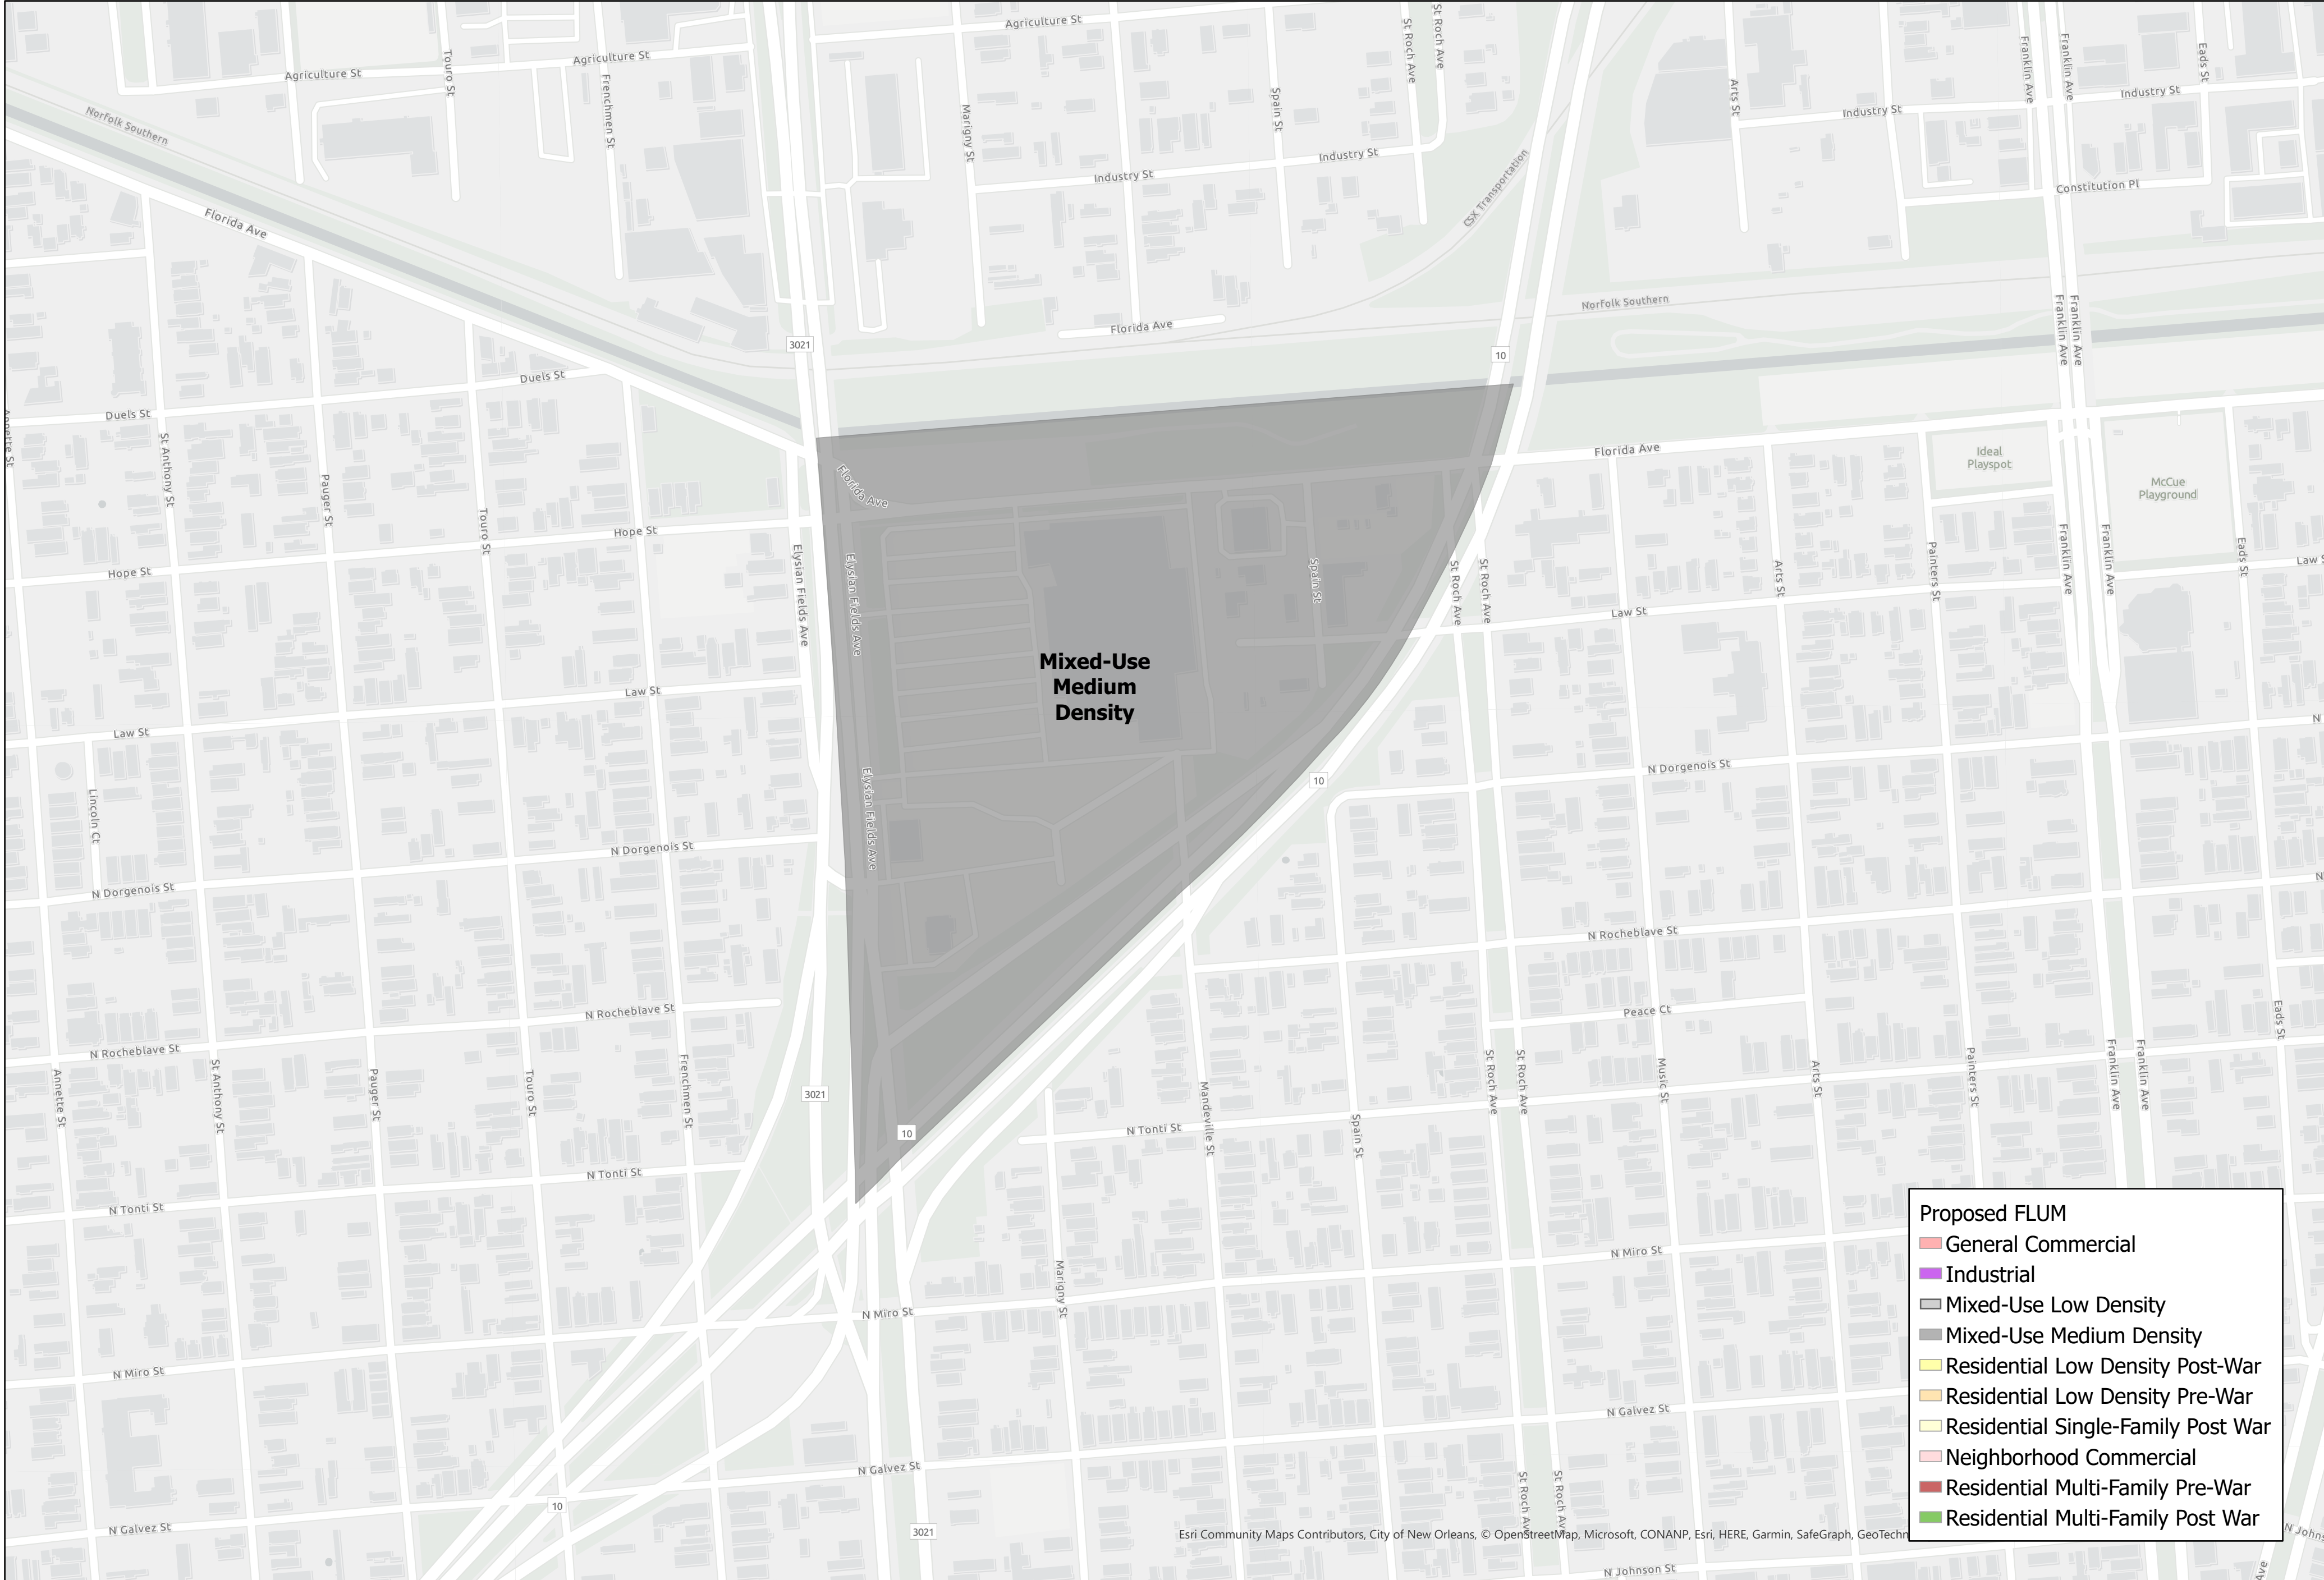 Agriculture St
St Roch Ave
St Roch Ave
Agriculture St
Agriculture St
Touro St
Frenchmen St
Franklin Ave
Franklin Ave
Eads St
Norfolk Southern
Marigny St
Spain St
Arts St
Industry St
Industry St
Industry St
Industry St
CSX Transportation
Constitution Pl
Florida Ave
Norfolk Southern
Florida Ave
3021
10
Franklin Ave
Franklin Ave
Duels St
Duels St
Annette St
St Anthony St
Pauger St
Touro St
Florida Ave
Florida Ave
Ideal
Playspot
McCue
Playground
Hope St
Hope St
Elysian Fields Ave
Elysian Fields Ave
Spain St
St Roch Ave
St Roch Ave
Arts St
Painters St
Franklin Ave
Franklin Ave
Eads St
Law S
Law St
Mixed-Use
Medium
Density
Law St
Law St
N
Lincoln Ct
Elysian Fields Ave
10
N Dorgenois St
N Dorgenois St
N Dorgenois St
N
N Rocheblave St
N Rocheblave St
N Rocheblave St
Peace Ct
Eads St
Annette St
St Anthony St
Pauger St
Touro St
Frenchmen St
3021
10
Mandeville St
Spain St
St Roch Ave
St Roch Ave
Music St
Arts St
Painters St
Franklin Ave
Franklin Ave
N Tonti St
N Tonti St
N Tonti St
Marigny St
N Miro St
N Miro St
N Miro St
N Galvez St
N Galvez St
N Galvez St
10
3021
St Roch Ave
St Roch Ave
N Johns
N Johnson St
Ave
Proposed FLUM
General Commercial
Industrial
Mixed-Use Low Density
Mixed-Use Medium Density
Residential Low Density Post-War
Residential Low Density Pre-War
Residential Single-Family Post War
Neighborhood Commercial
Residential Multi-Family Pre-War
Residential Multi-Family Post War
Esri Community Maps Contributors, City of New Orleans, © OpenStreetMap, Microsoft, CONANP, Esri, HERE, Garmin, SafeGraph, GeoTechn